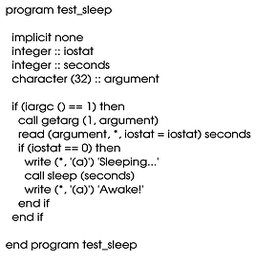 program test_sleep
implicit none
integer :: iostat
integer :: seconds
character (32) :: argument
if (iargc () == 1) then
call getarg (1, argument)
read (argument, *, iostat = iostat) seconds
if (iostat == 0) then
write (*, '(a)') 'Sleeping...'
call sleep (seconds)
write (*, '(a)') 'Awake!'
end if
end if
end program test_sleep